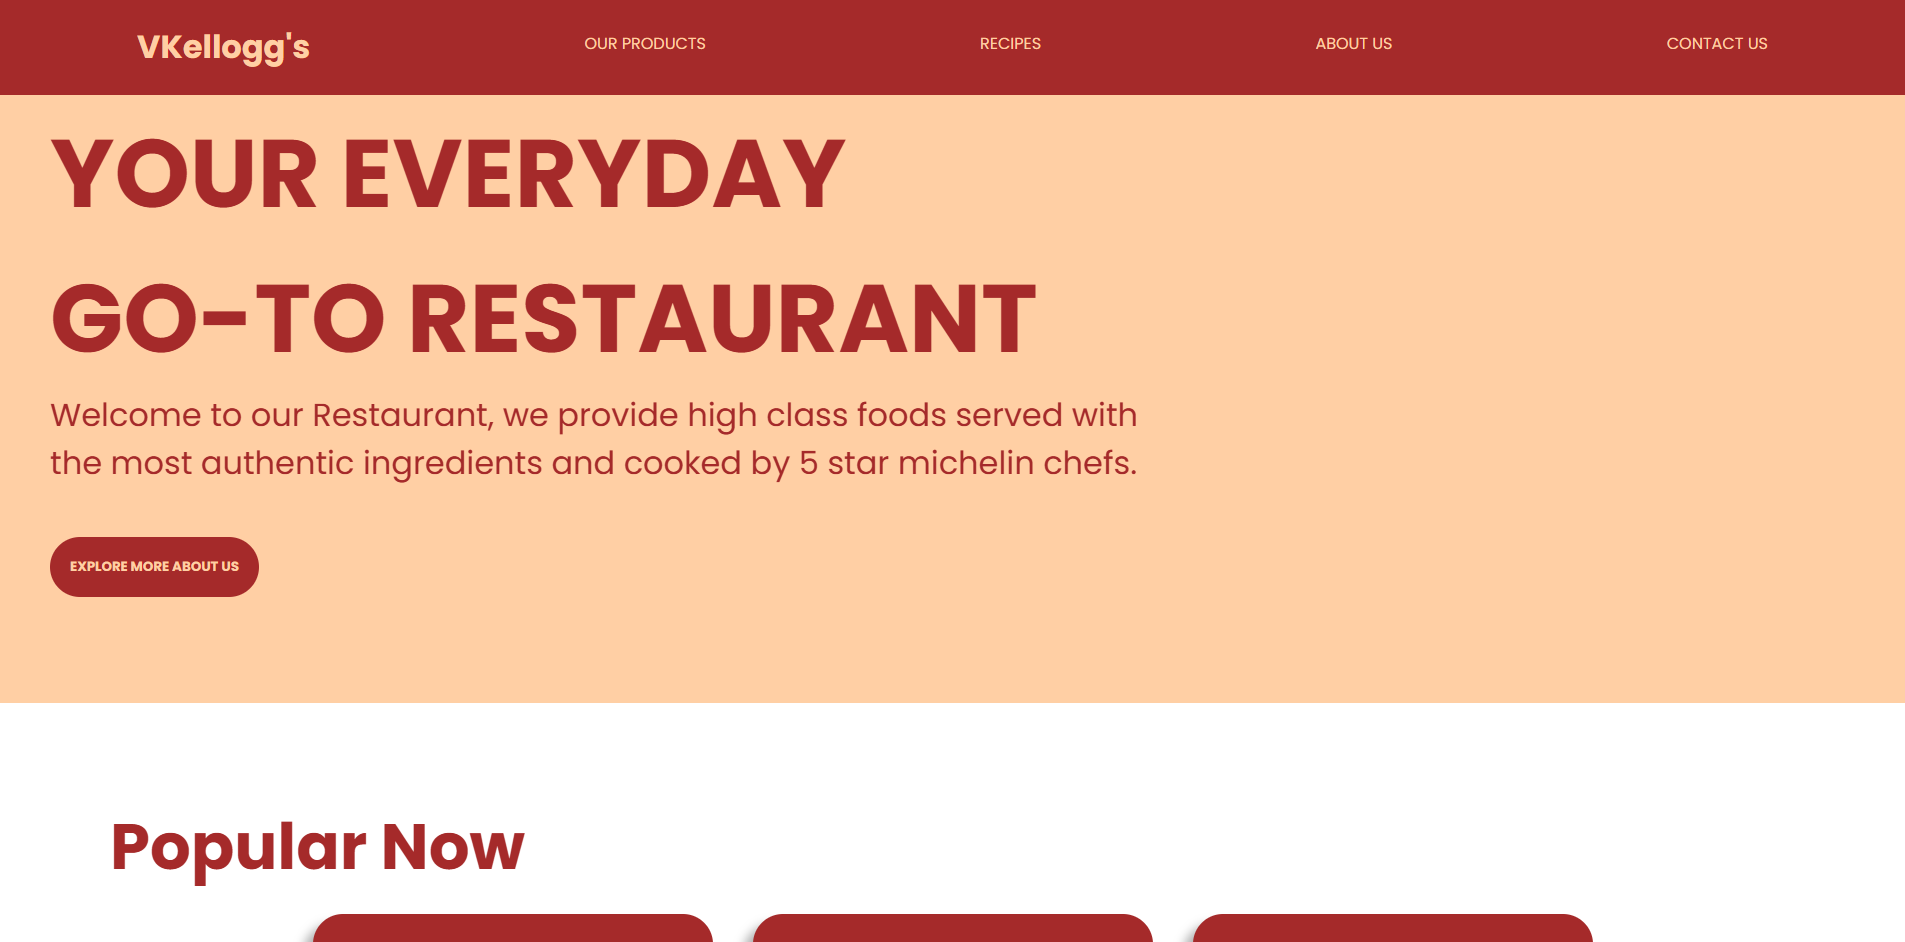 VKellogg's
OUR PRODUCTS
RECIPES
ABOUT US
CONTACT US
YOUR EVERYDAY
GO-TO RESTAURANT
Welcome to our Restaurant, we provide high class foods served with
the most authentic ingredients and cooked by 5 star michelin chefs.
EXPLORE MORE ABOUT US
Popular Now